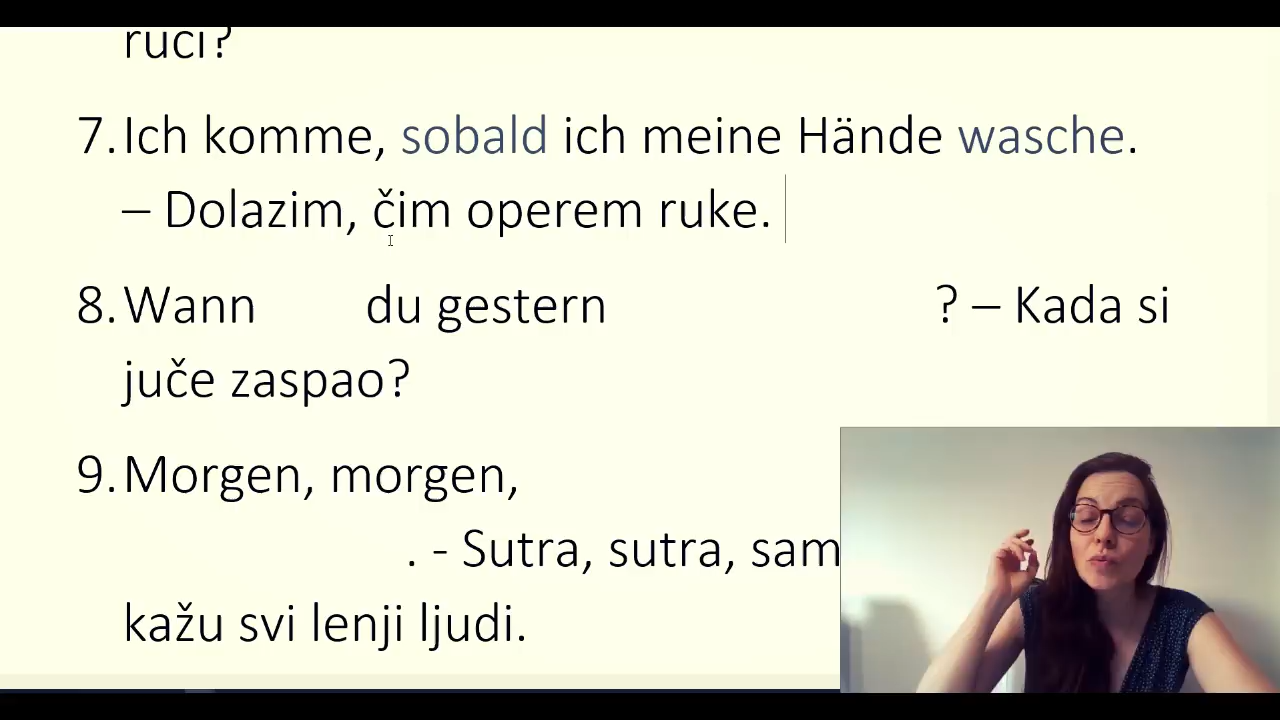 ruci?
7. Ich komme, sobald ich meine Hände wasche.
– Dolazim, čim operem ruke.
8. Wann du gestern ? – Kada si
juče zaspao?
9. Morgen, morgen,
. - Sutra, sutra, sam
kažu svi lenji ljudi.